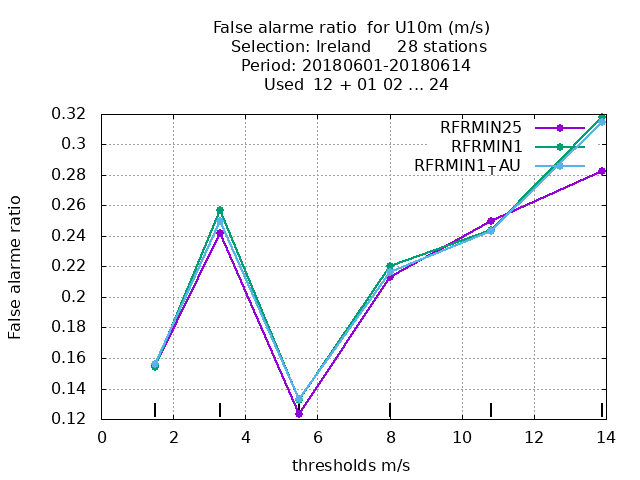 False alarme ratio  for U10m (m/s)
Selection: Ireland     28 stations
Period: 20180601-20180614
Used  12 + 01 02 ... 24
RFRMIN25
RFRMIN1
RFRMIN1TAU
False alarme ratio
0.32
0.3
0.28
0.26
0.24
0.22
0.2
0.18
0.16
0.14
0.12
0 2 4 6 8 10 12 14
thresholds m/s